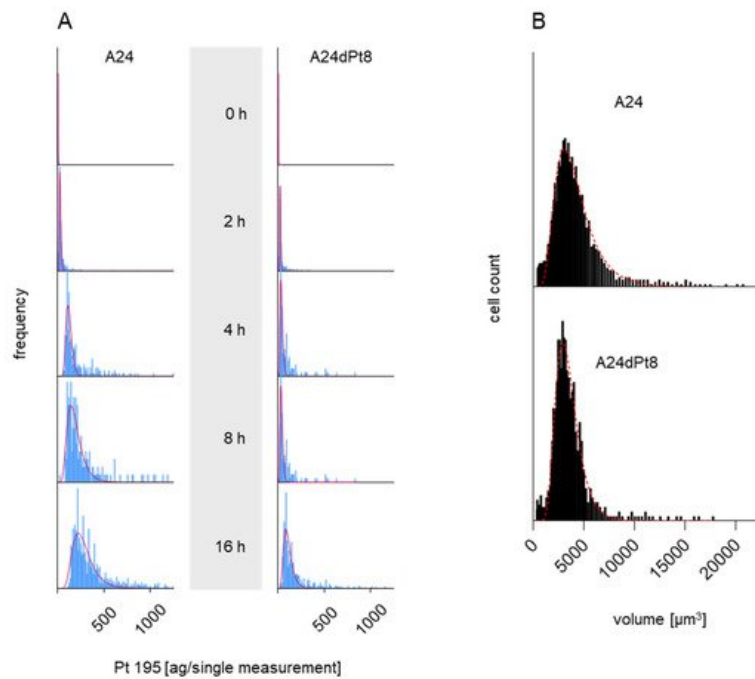 A
B
A24
A24dPt8
0 h
2 h
4 h
8 h
16 h
frequency
500
1000
500
1000
Pt 195 [ag/single measurement]
A24
A24dPt8
cell count
0
5000
10000
15000
20000
volume [µm³]